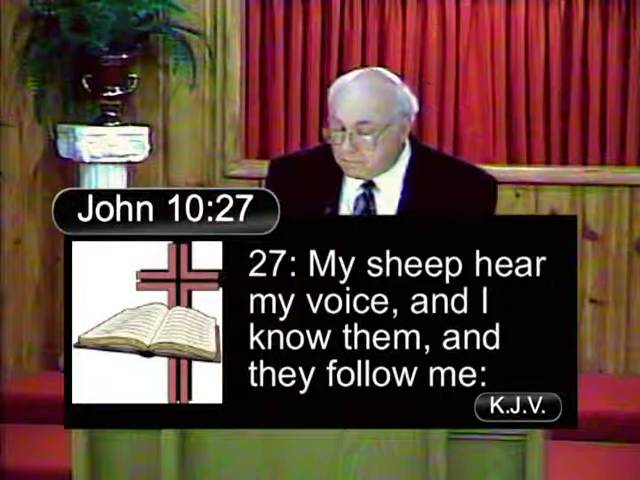 John 10:27
27: My sheep hear
my voice, and I
know them, and
they follow me:
K.J.V.